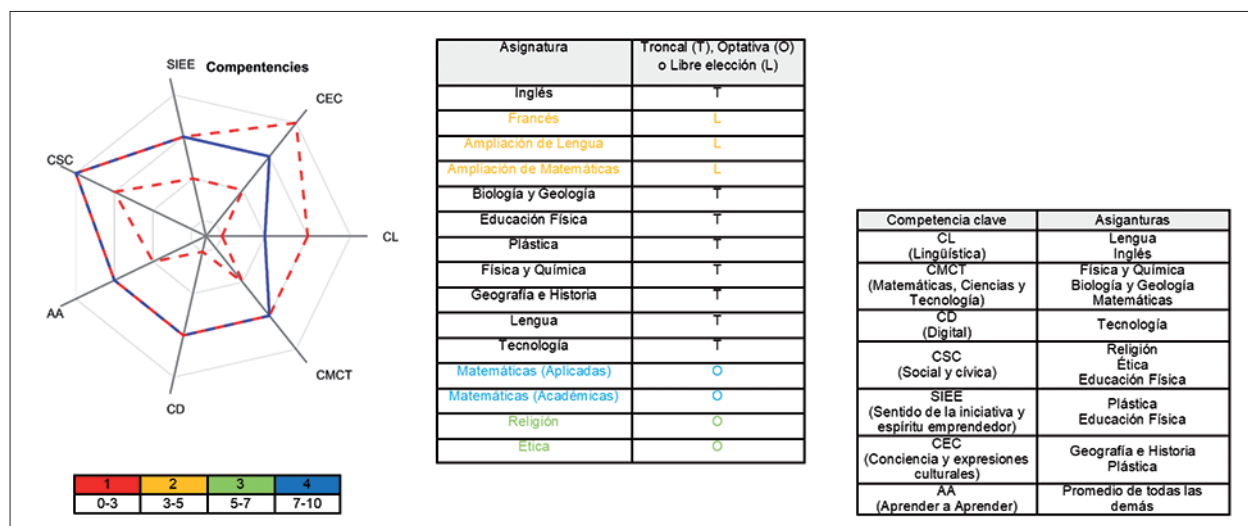 SIEE
Compentencies
CEC
CSC
CL
AA
CMCT
CD
1 2 3 4
0-3 3-5 5-7 7-10
Asignatura Troncal (T), Optativa (O)
o Libre elección (L)
Inglés T
Francés L
Ampliación de Lengua L
Ampliación de Matemáticas L
Biología y Geología T
Educación Física T
Plástica T
Física y Química T
Geografía e Historia T
Lengua T
Tecnología T
Matemáticas (Aplicadas) O
Matemáticas (Académicas) O
Religión O
Etica O
Competencia clave Asiganturas
CL Lengua
(Lingüística) Inglés
CMCT Física y Química
(Matemáticas, Ciencias y Biología y Geología
Tecnología) Matemáticas
CD
(Digital) Tecnología
CSC Religión
(Social y cívica) Ética
Educación Física
SIEE
(Sentido de la iniciativa y Plástica
espíritu emprendedor) Educación Física
CEC
(Conciencia y expresiones Geografía e Historia
culturales) Plástica
AA Promedio de todas las
(Aprender a Aprender) demás